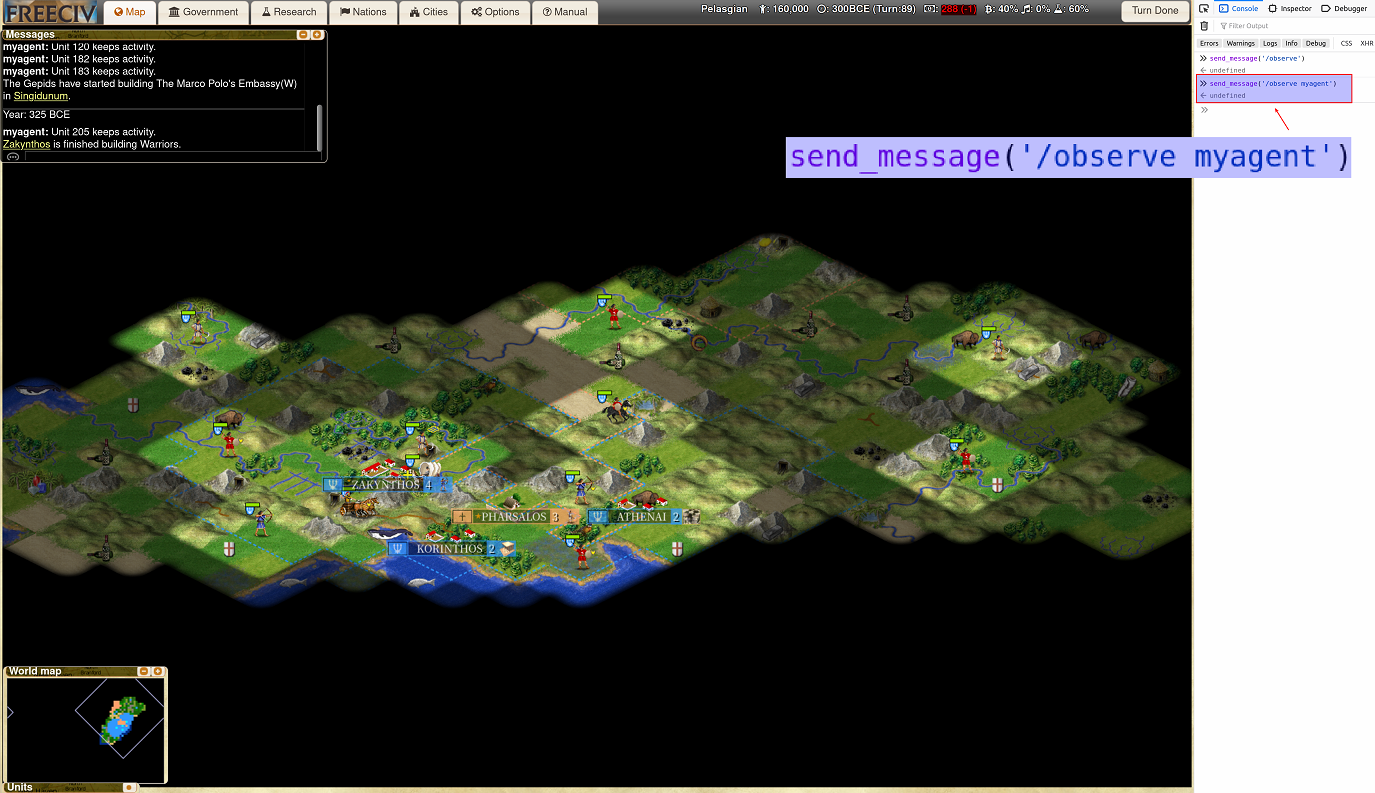 FREECIV
Map
Government
Research
Nations
Cities
Options
Manual
Pelasgian : 160,000 : 300BCE (Turn:89) : 288 (-1) : 40% : 0% : 60%
Turn Done
Messages
myagent: Unit 120 keeps activity.
myagent: Unit 182 keeps activity.
myagent: Unit 183 keeps activity.
The Gepids have started building The Marco Polo's Embassy(W)
in Singidunum.
Year: 325 BCE
myagent: Unit 205 keeps activity.
Zakynthos is finished building Warriors.
Console
Inspector
Debugger
Filter Output
Errors
Warnings
Logs
Info
Debug
CSS
XHR
send_message('/observe')
undefined
send_message('/observe myagent')
undefined
send_message('/observe myagent')
ZAKYNTHOS 4
PHARSALOS 3
ATHENAI 2
KORINTHOS 2
World map
Units